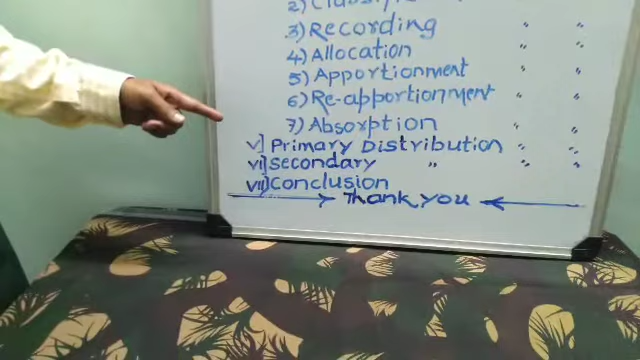 2)
3) Recording " "
4) Allocation " "
5) Apportionment " "
6) Re-apportionment " "
7) Absorption " "
v] Primary Distribution " "
vi] Secondary " " "
vii] Conclusion
Thank you